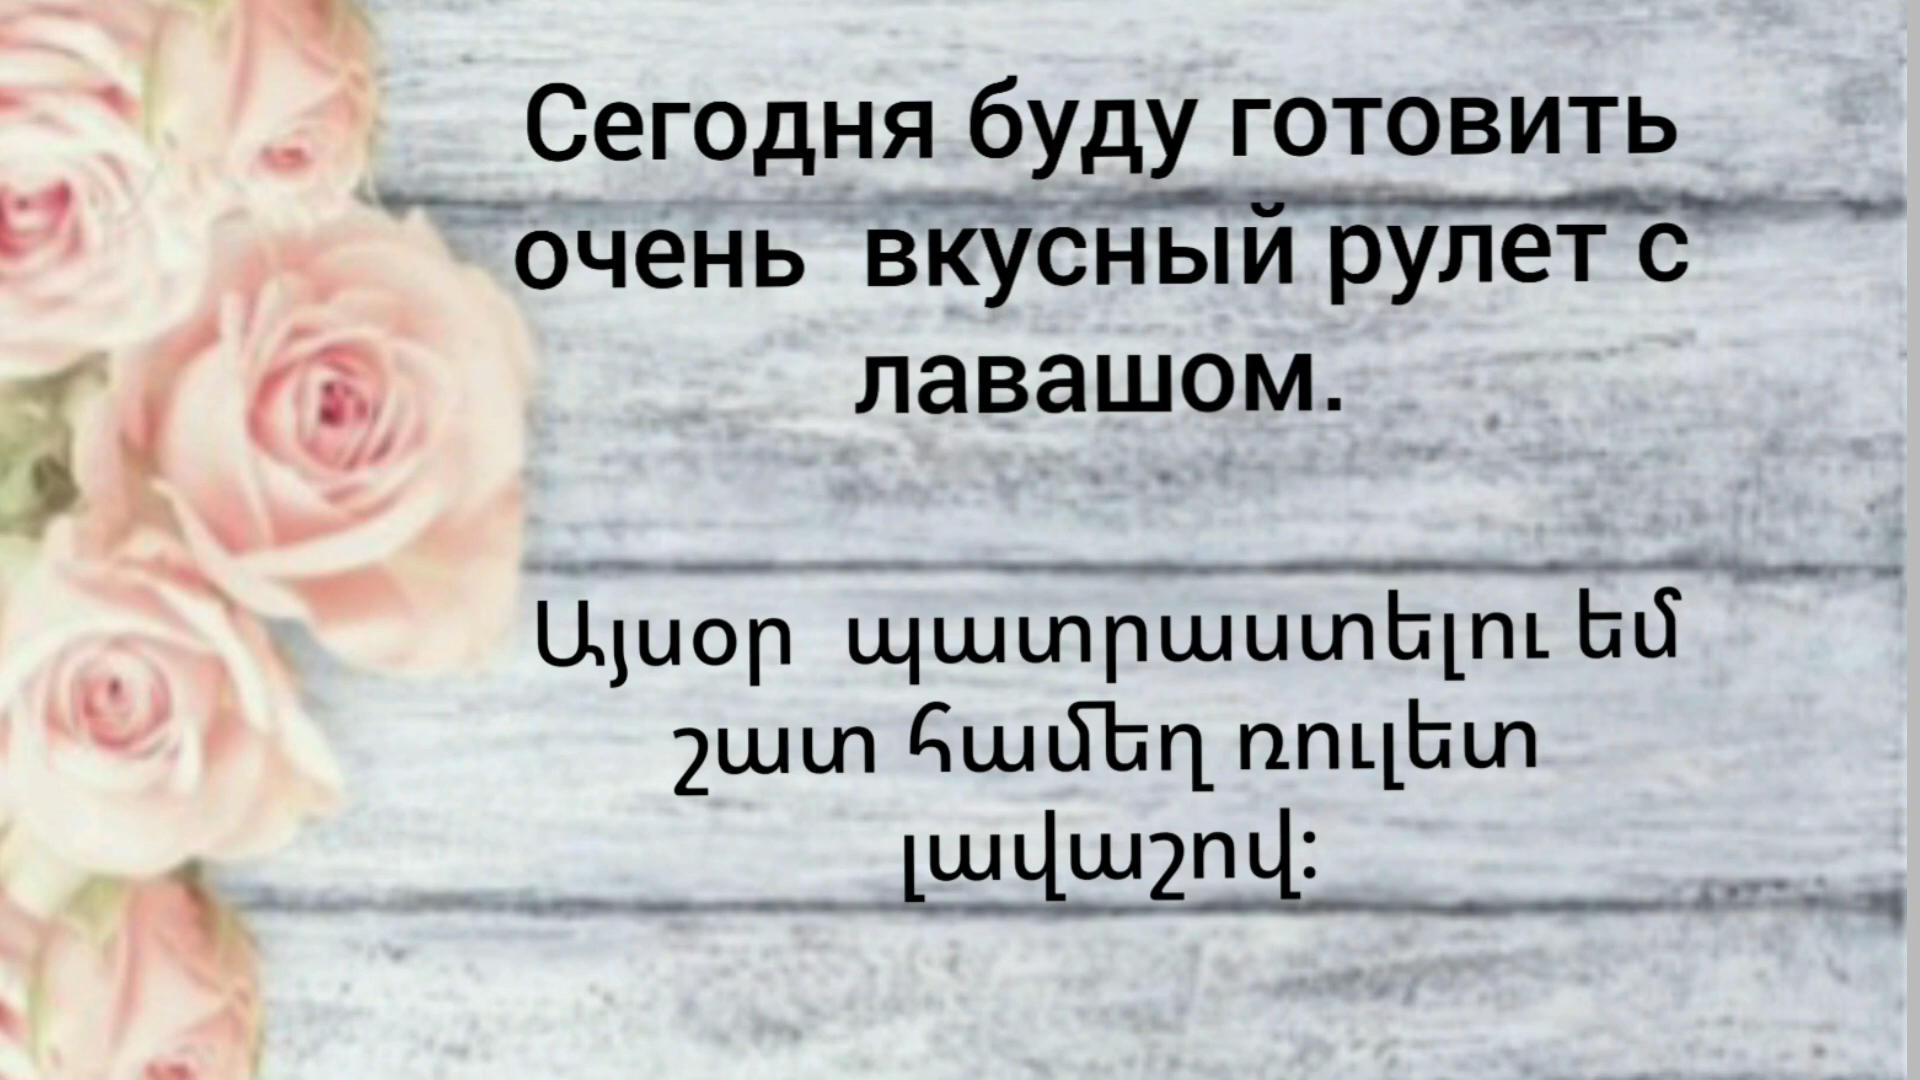 Сегодня буду готовить
очень вкусный рулет с
лавашом.
Այսօր պատրաստելու եմ
շատ համեղ ռուլետ
լավաշով: